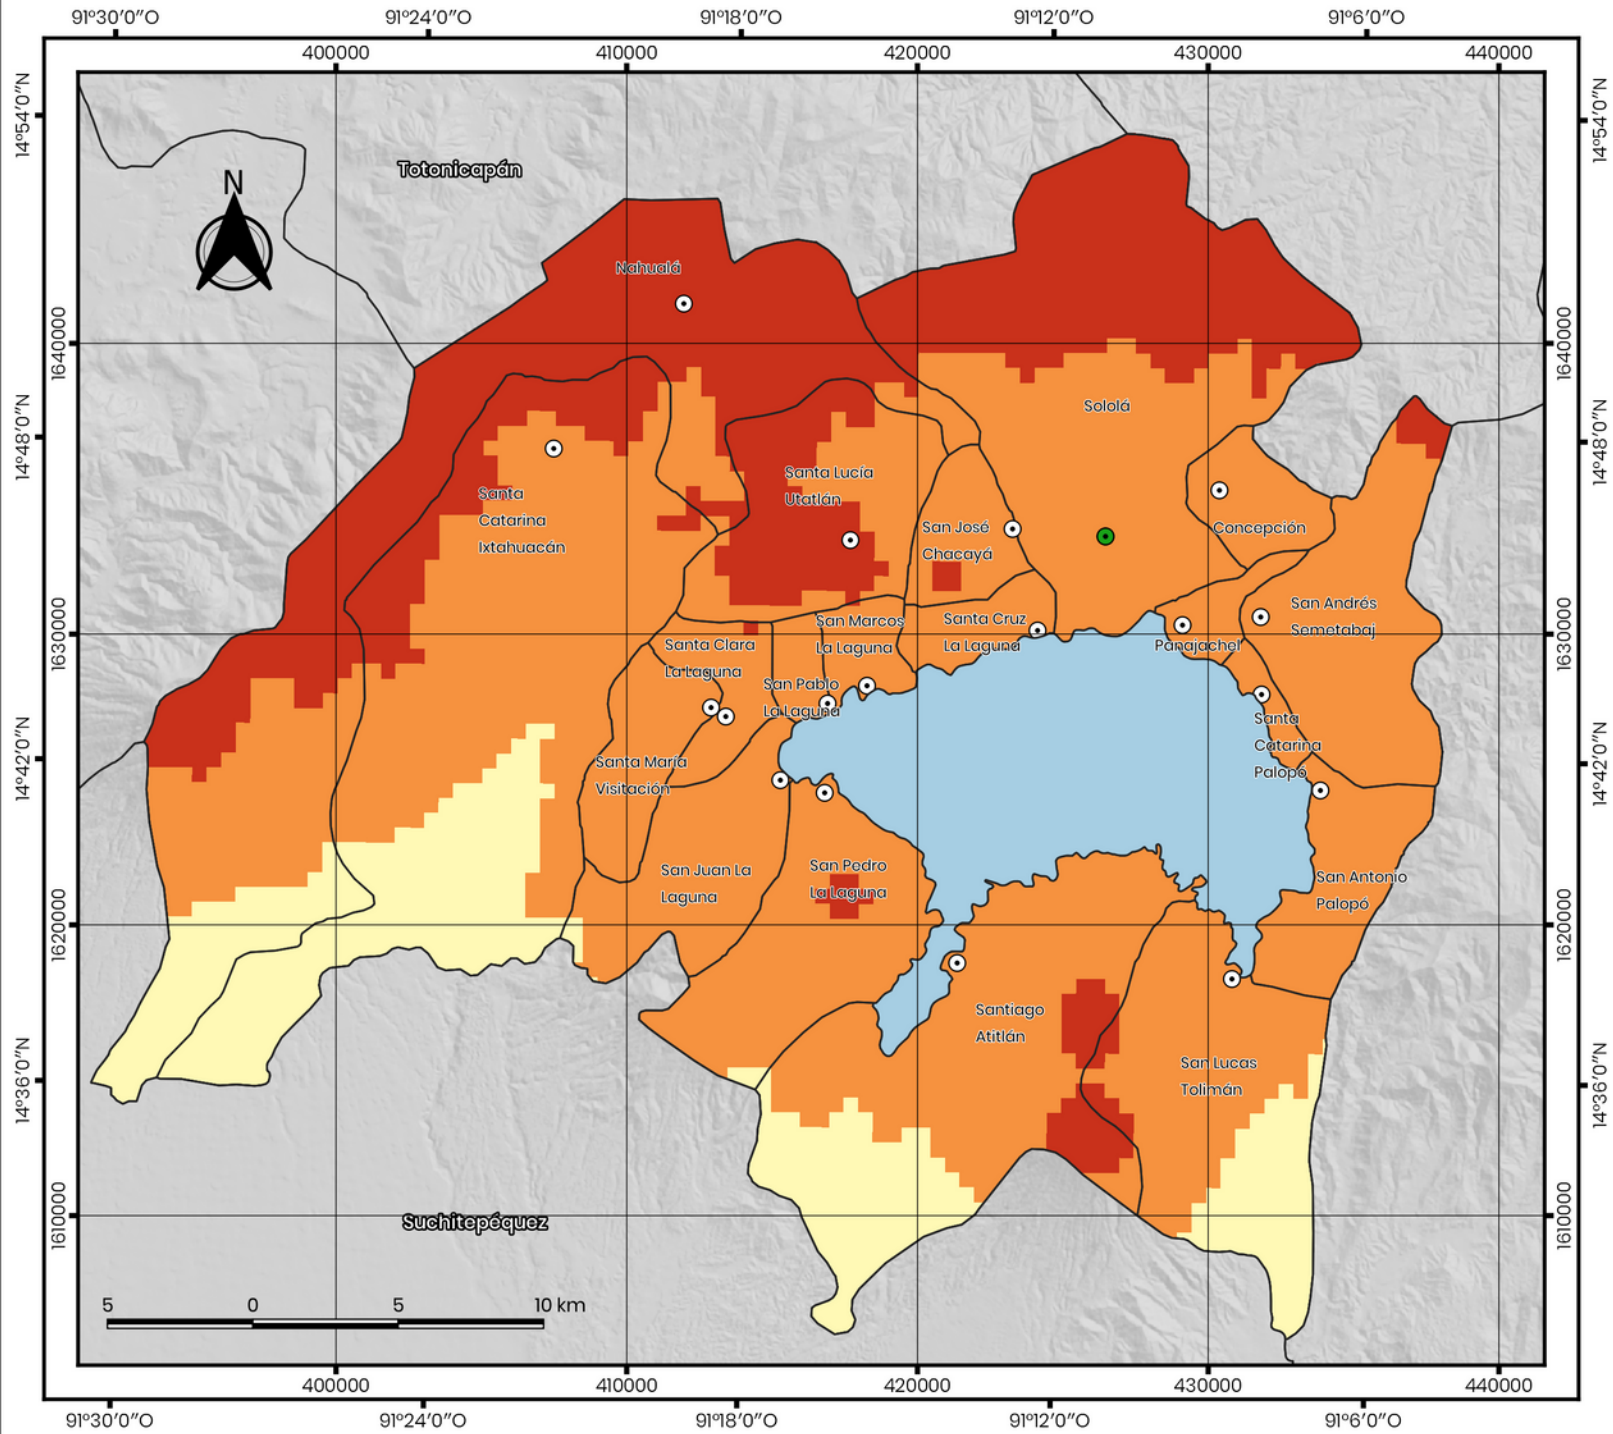 91°30′0″O 91°24′0″O 91°18′0″O 91°12′0″O 91°6′0″O
400000 410000 420000 430000 440000
14°54′0″N
14°54′0″N
Totonicapán
N
Nahualá
1640000
1640000
Sololá
14°48′0″N
14°48′0″N
Santa Lucía
Utatlán
Santa
Catarina
Ixtahuacán
San José
Chacayá
Concepción
San Andrés
Semetabaj
1630000
1630000
San Marcos
La Laguna
Santa Cruz
La Laguna
Panajachel
Santa Clara
La Laguna
San Pablo
La Laguna
Santa
Catarina
Palopó
14°42′0″N
14°42′0″N
Santa María
Visitación
San Juan La
Laguna
San Pedro
La Laguna
San Antonio
Palopó
1620000
1620000
Santiago
Atitlán
San Lucas
Tolimán
14°36′0″N
14°36′0″N
Suchitepéquez
1610000
1610000
5 0 5 10 km
400000 410000 420000 430000 440000
91°30′0″O 91°24′0″O 91°18′0″O 91°12′0″O 91°6′0″O